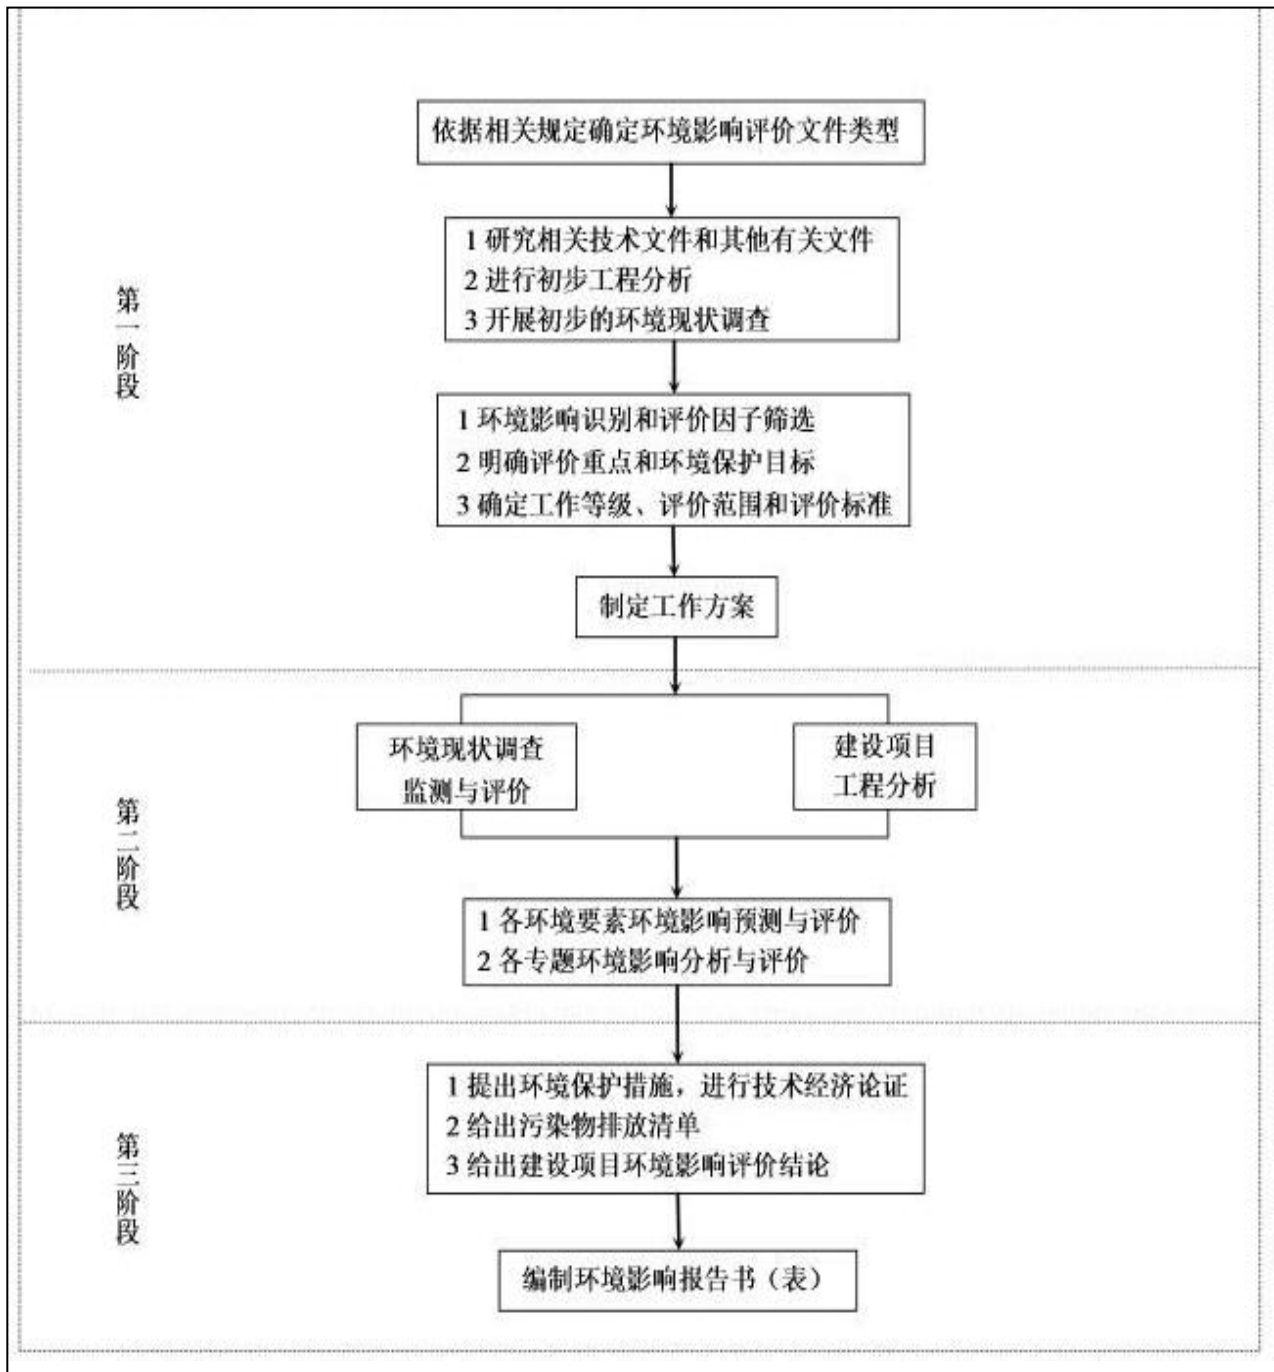 依据相关规定确定环境影响评价文件类型
1 研究相关技术文件和其他有关文件
2 进行初步工程分析
3 开展初步的环境现状调查
第一阶段
1 环境影响识别和评价因子筛选
2 明确评价重点和环境保护目标
3 确定工作等级、评价范围和评价标准
制定工作方案
环境现状调查
监测与评价
建设项目
工程分析
第二阶段
1 各环境要素环境影响预测与评价
2 各专题环境影响分析与评价
1 提出环境保护措施，进行技术经济论证
2 给出污染物排放清单
3 给出建设项目环境影响评价结论
第三阶段
编制环境影响报告书（表）